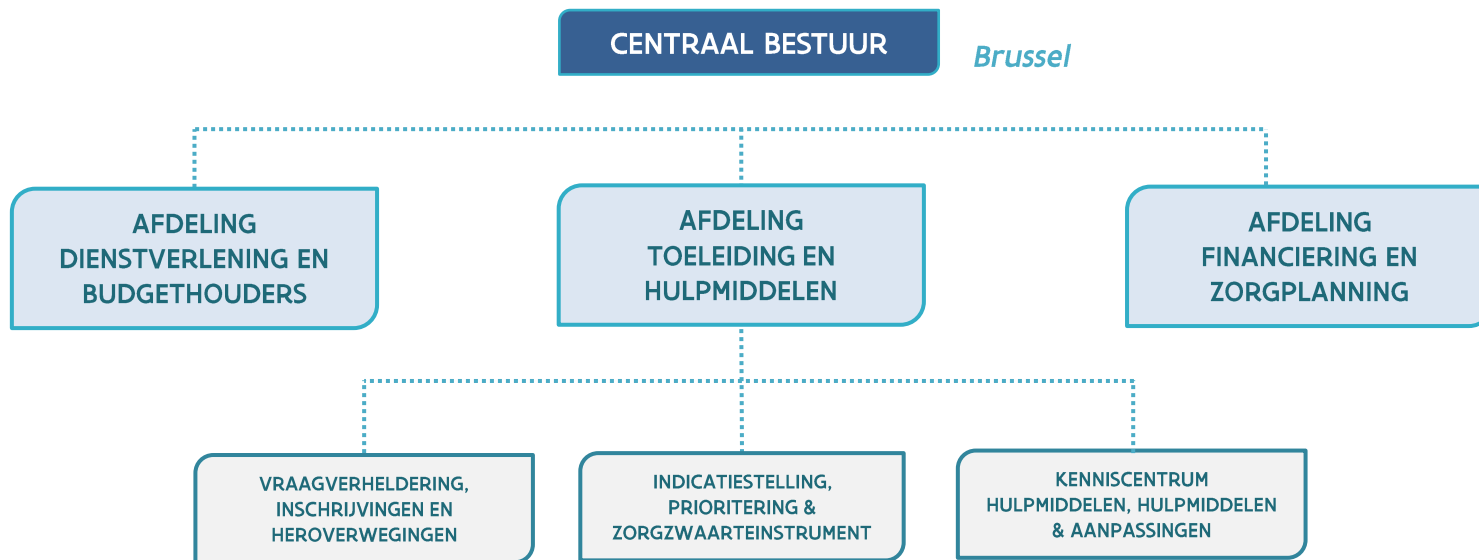 CENTRAAL BESTUUR
Brussel
AFDELING
DIENSTVERLENING EN
BUDGETHOUDERS
AFDELING
TOELEIDING EN
HULPMIDDELEN
AFDELING
FINANCIERING EN
ZORGPLANNING
VRAAGVERHELDERING,
INSCHRIJVINGEN EN
HEROVERWEGINGEN
INDICATIESTELLING,
PRIORITERING &
ZORGZWAARTEINSTRUMENT
KENNISCENTRUM
HULPMIDDELEN, HULPMIDDELEN
& AANPASSINGEN